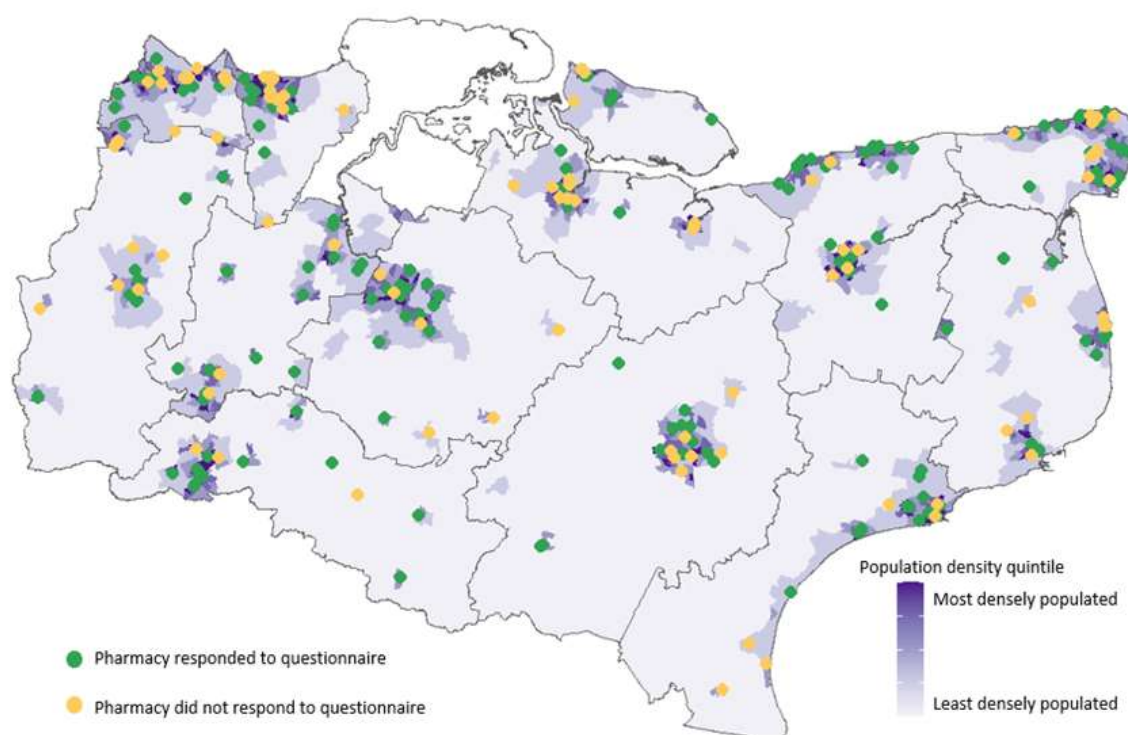 Population density quintile
Most densely populated
Least densely populated
Pharmacy responded to questionnaire
Pharmacy did not respond to questionnaire